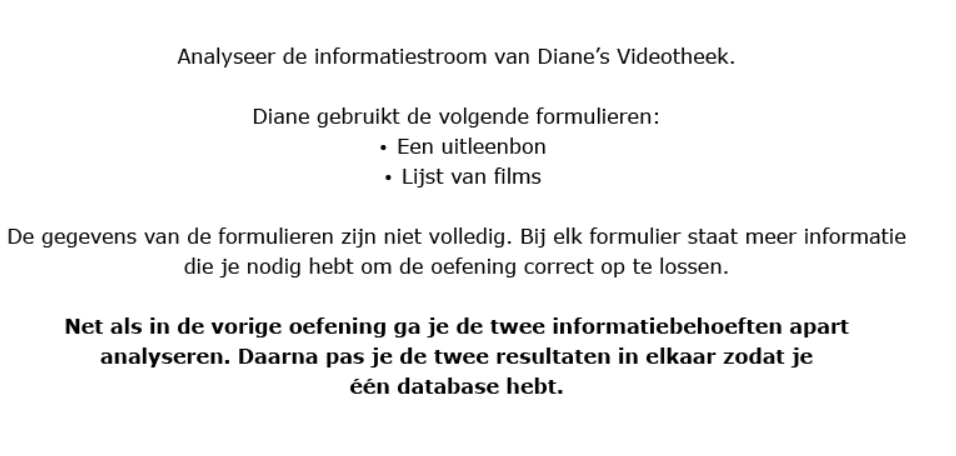 Analyseer de informatiestroom van Diane’s Videotheek.
Diane gebruikt de volgende formulieren:
• Een uitleenbon
• Lijst van films
De gegevens van de formulieren zijn niet volledig. Bij elk formulier staat meer informatie
die je nodig hebt om de oefening correct op te lossen.
Net als in de vorige oefening ga je de twee informatiebehoeften apart
analyseren. Daarna pas je de twee resultaten in elkaar zodat je
één database hebt.